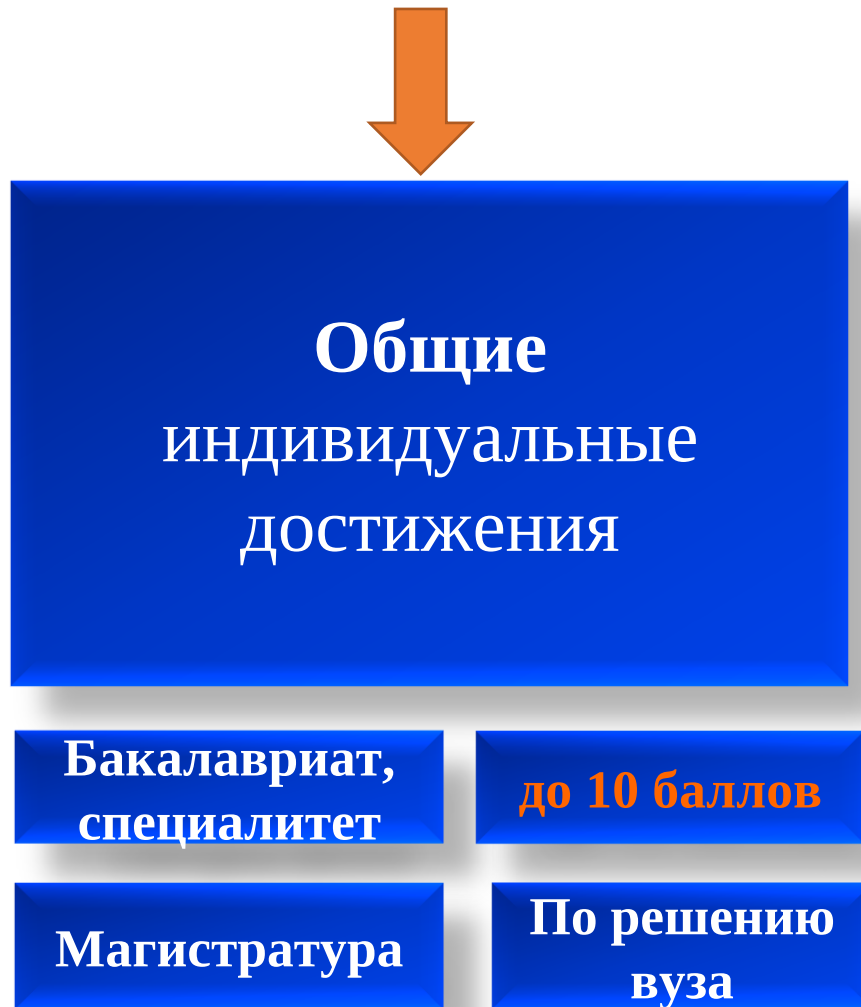 Общие
индивидуальные
достижения
Бакалавриат,
специалитет
до 10 баллов
Магистратура
По решению
вуза